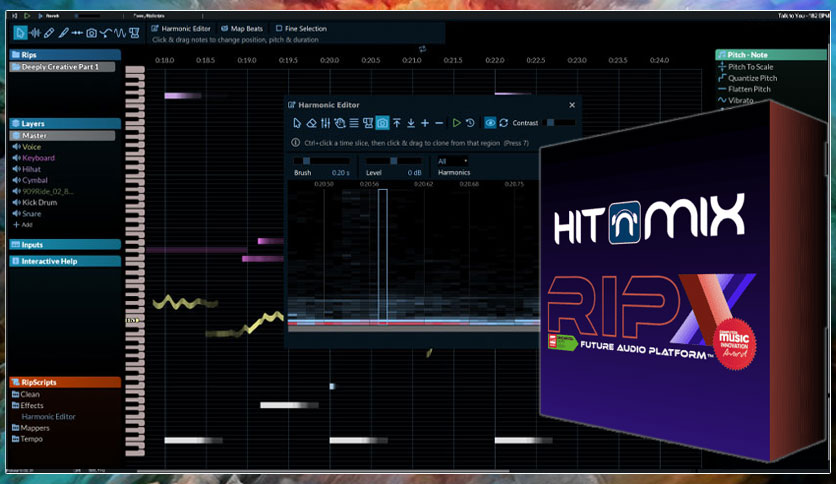 Harmonic Editor
Map Beats
Fine Selection
Click & drag notes to change position, pitch & duration
0:18.0
0:18.5
0:19.0
0:19.5
0:20.0
0:20.5
0:21.0
0:21.5
0:22.0
0:22.5
0:23.0
0:23.5
0:24.0
Rips
Deeply Creative Part 1
Layers
Master
Voice
Keyboard
Hihat
Cymbal
909Ride_02_8...
Kick Drum
Snare
Add
Inputs
Interactive Help
RipScripts
Clean
Effects
Harmonic Editor
Mappers
Tempo
Harmonic Editor
Contrast
Ctrl+click a time slice, then click & drag to clone from that region (Press 7)
Brush
0.20 s
Level
0 dB
All
Harmonics
0:20.50
0:20.56
0:20.62
0:20.68
0:20.75
Pitch - Note
Pitch To Scale
Quantize Pitch
Flatten Pitch
Vibrato
HIT N MIX
RIPX
FUTURE AUDIO PLATFORM™
COMPUTER
MUSIC
INNOVATION
Award